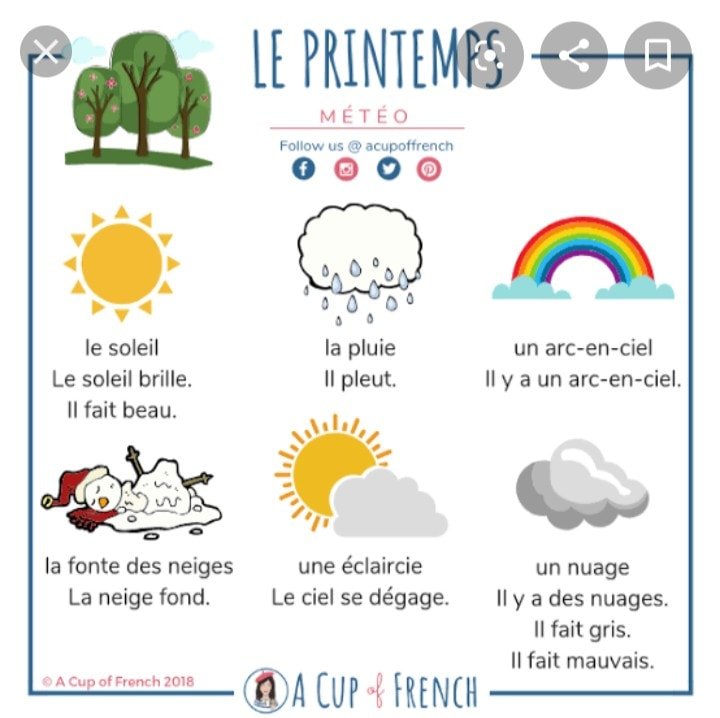 LE PRINTEMPS
MÉTÉO
Follow us @ acupoffrench
le soleil
Le soleil brille.
Il fait beau.
la pluie
Il pleut.
un arc-en-ciel
Il y a un arc-en-ciel.
la fonte des neiges
La neige fond.
une éclaircie
Le ciel se dégage.
un nuage
Il y a des nuages.
Il fait gris.
Il fait mauvais.
© A Cup of French 2018
A CUP of FRENCH